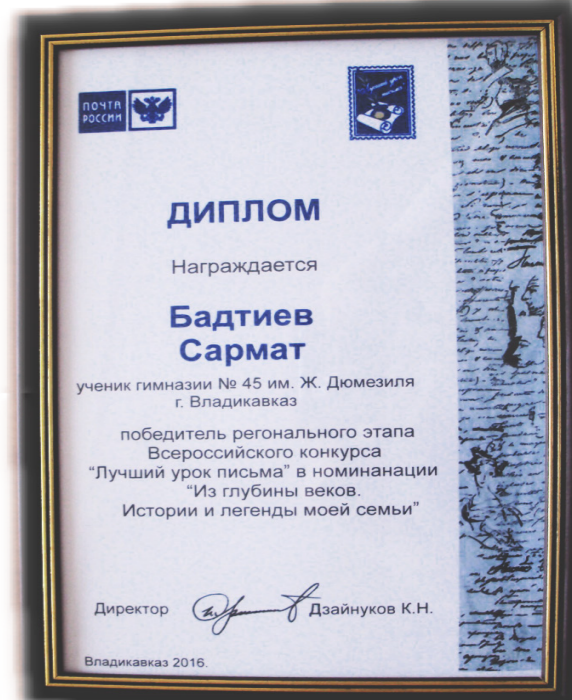 ПОЧТА
РОССИИ
ДИПЛОМ
Награждается
Бадтиев
Сармат
ученик гимназии № 45 им. Ж. Дюмезиля
г. Владикавказ
победитель регонального этапа
Всероссийского конкурса
“Лучший урок письма” в номинанации
“Из глубины веков.
Истории и легенды моей семьи”
Директор Дзайнуков К.Н.
Владикавказ 2016.